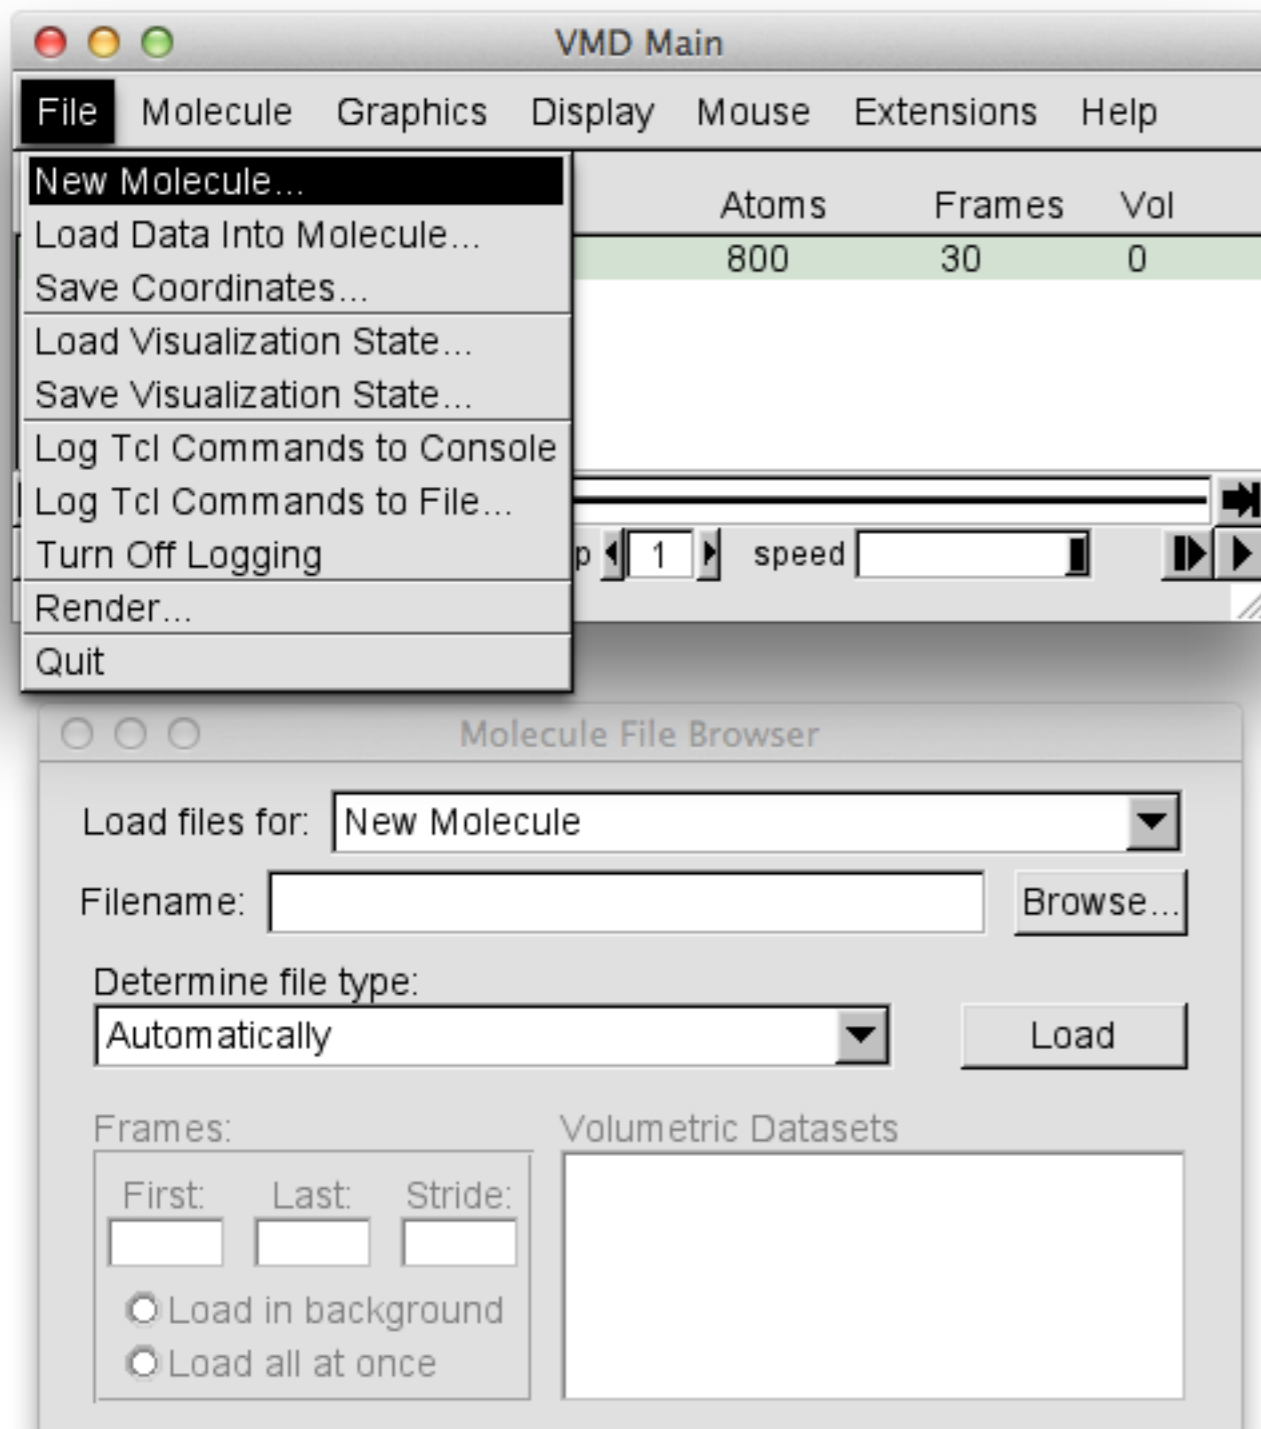 VMD Main
File Molecule Graphics Display Mouse Extensions Help
New Molecule...
Atoms Frames Vol
Load Data Into Molecule...
800 30 0
Save Coordinates...
Load Visualization State...
Save Visualization State...
Log Tcl Commands to Console
Log Tcl Commands to File...
Turn Off Logging
p 1 speed
Render...
Quit
Molecule File Browser
Load files for: New Molecule
Filename: Browse...
Determine file type:
Automatically Load
Frames: Volumetric Datasets
First: Last: Stride:
Load in background
Load all at once